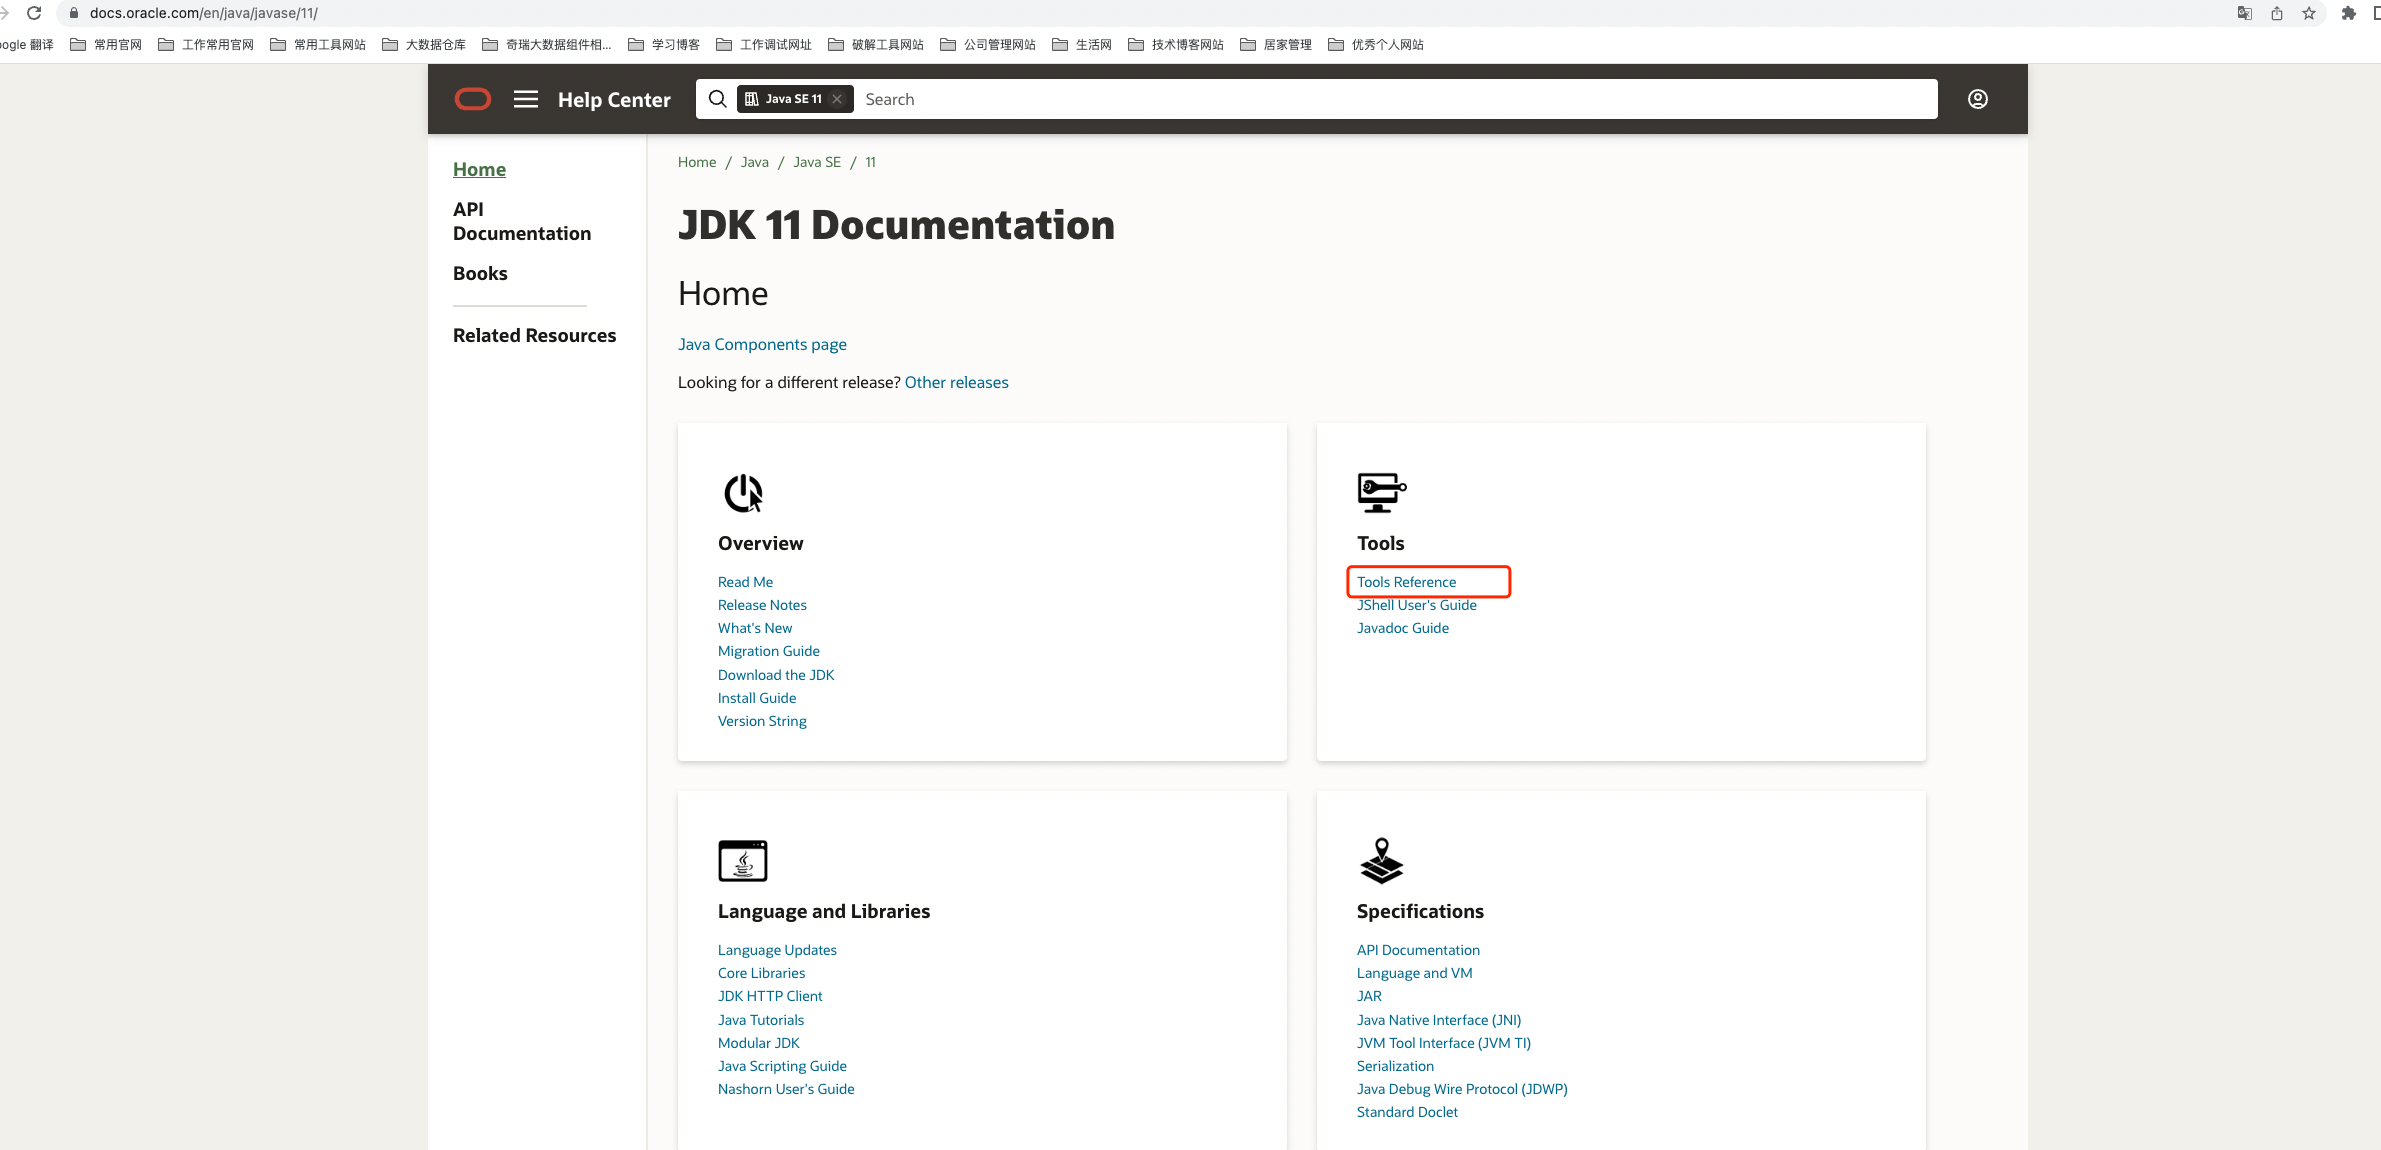 docs.oracle.com/en/java/javase/11/
oogle 翻译 常用官网 工作常用官网 常用工具网站 大数据仓库 奇瑞大数据组件相... 学习博客 工作调试网址 破解工具网站 公司管理网站 生活网 技术博客网站 居家管理 优秀个人网站
Help Center Java SE 11 Search
Home
API
Documentation
Books
Related Resources
Home / Java / Java SE / 11
JDK 11 Documentation
Home
Java Components page
Looking for a different release? Other releases
Overview
Read Me
Release Notes
What's New
Migration Guide
Download the JDK
Install Guide
Version String
Tools
Tools Reference
JShell User's Guide
Javadoc Guide
Language and Libraries
Language Updates
Core Libraries
JDK HTTP Client
Java Tutorials
Modular JDK
Java Scripting Guide
Nashorn User's Guide
Specifications
API Documentation
Language and VM
JAR
Java Native Interface (JNI)
JVM Tool Interface (JVM TI)
Serialization
Java Debug Wire Protocol (JDWP)
Standard Doclet